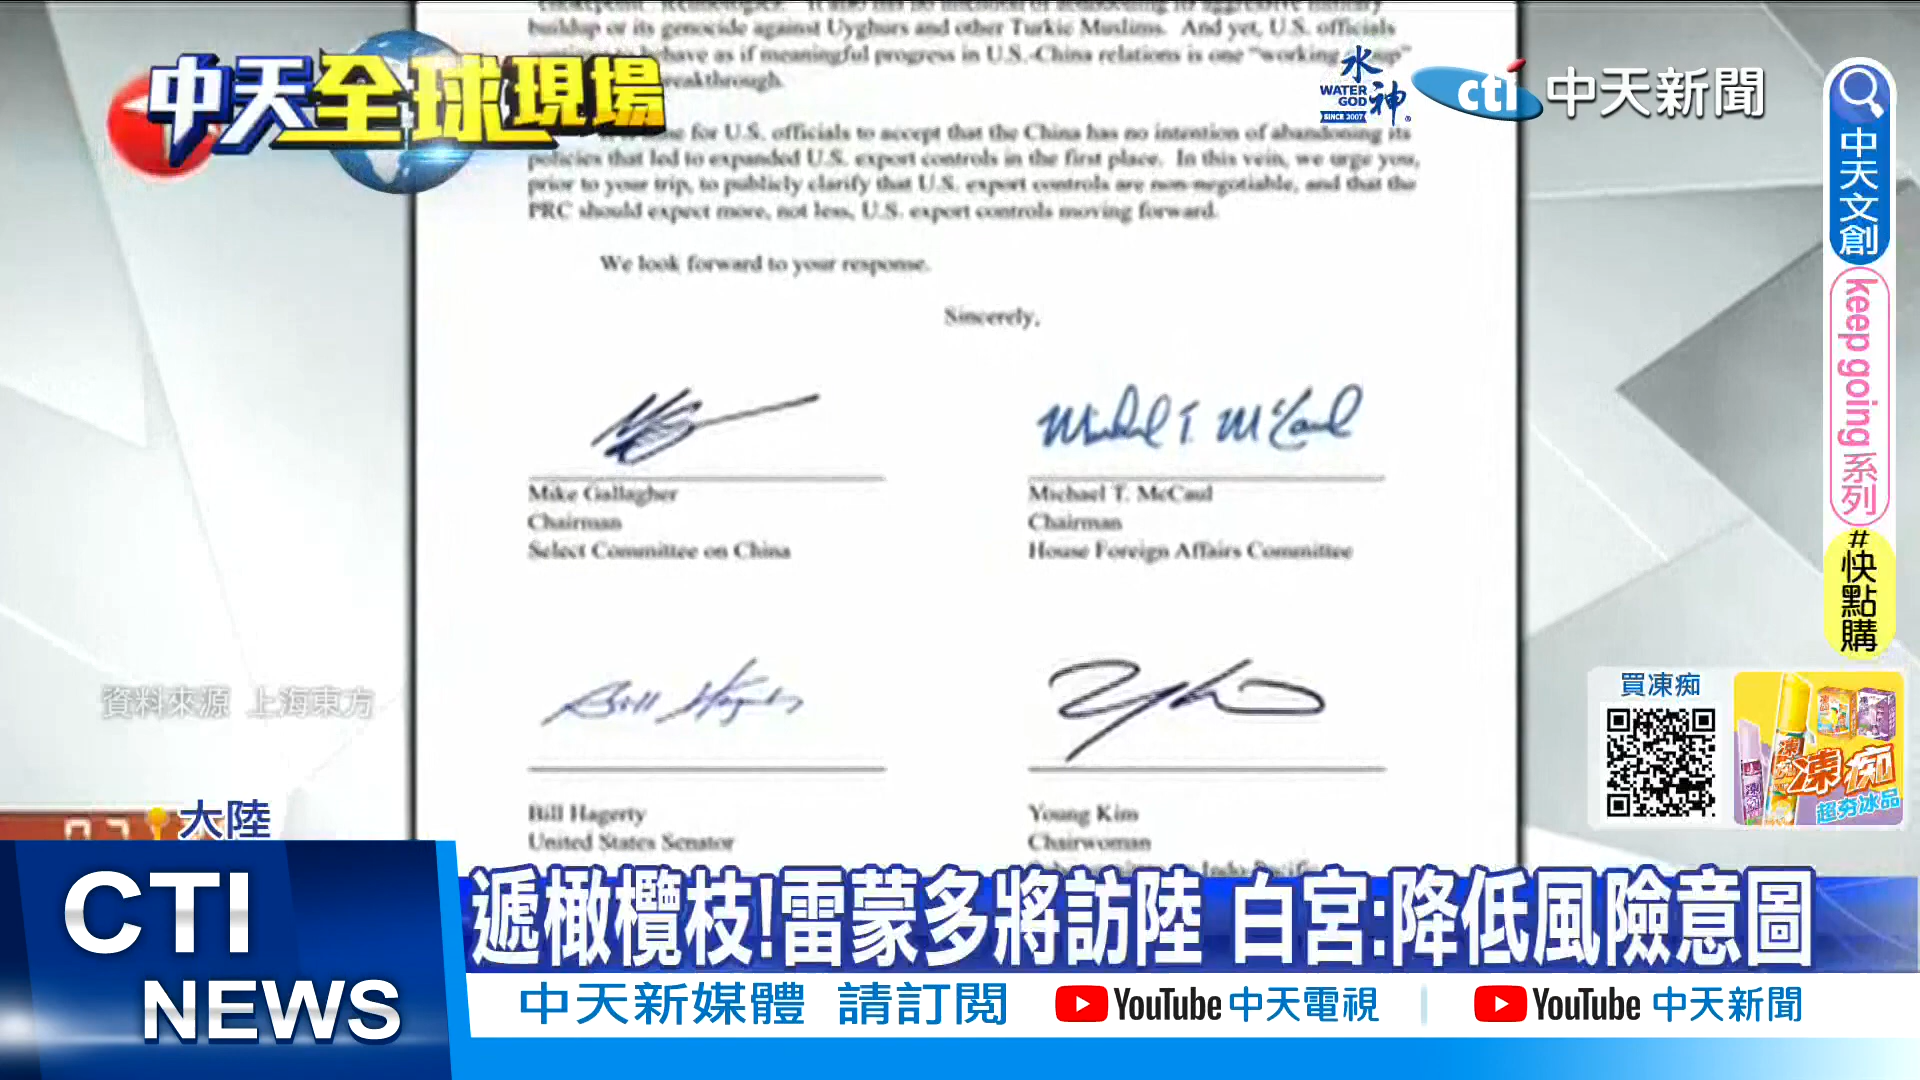 buildup or its genocide against Uyghurs and other Turkic Muslims. And yet, U.S. officials
behave as if meaningful progress in U.S.-China relations is one "working
breakthrough.
for U.S. officials to accept that the China has no intention of abandoning its
policies that led to expanded U.S. export controls in the first place. In this vein, we urge you,
prior to your trip, to publicly clarify that U.S. export controls are non-negotiable, and that the
PRC should expect more, not less, U.S. export controls moving forward.
We look forward to your response.
Sincerely,
Michael T. McCaul
Mike Gallagher
Chairman
Select Committee on China
Michael T. McCaul
Chairman
House Foreign Affairs Committee
Bill Hagerty
Bill Hagerty
United States Senator
Young Kim
Chairwoman
中天全球現場
水神
WATER
GOD
SINCE 2007
cti 中天新聞
中天文創
keep going系列
#快點購
買凍痴
凍痴
超夯冰品
資料來源 上海東方
大陸
CTI
NEWS
遞橄欖枝!雷蒙多將訪陸 白宮:降低風險意圖
中天新媒體 請訂閱 YouTube 中天電視 | YouTube 中天新聞